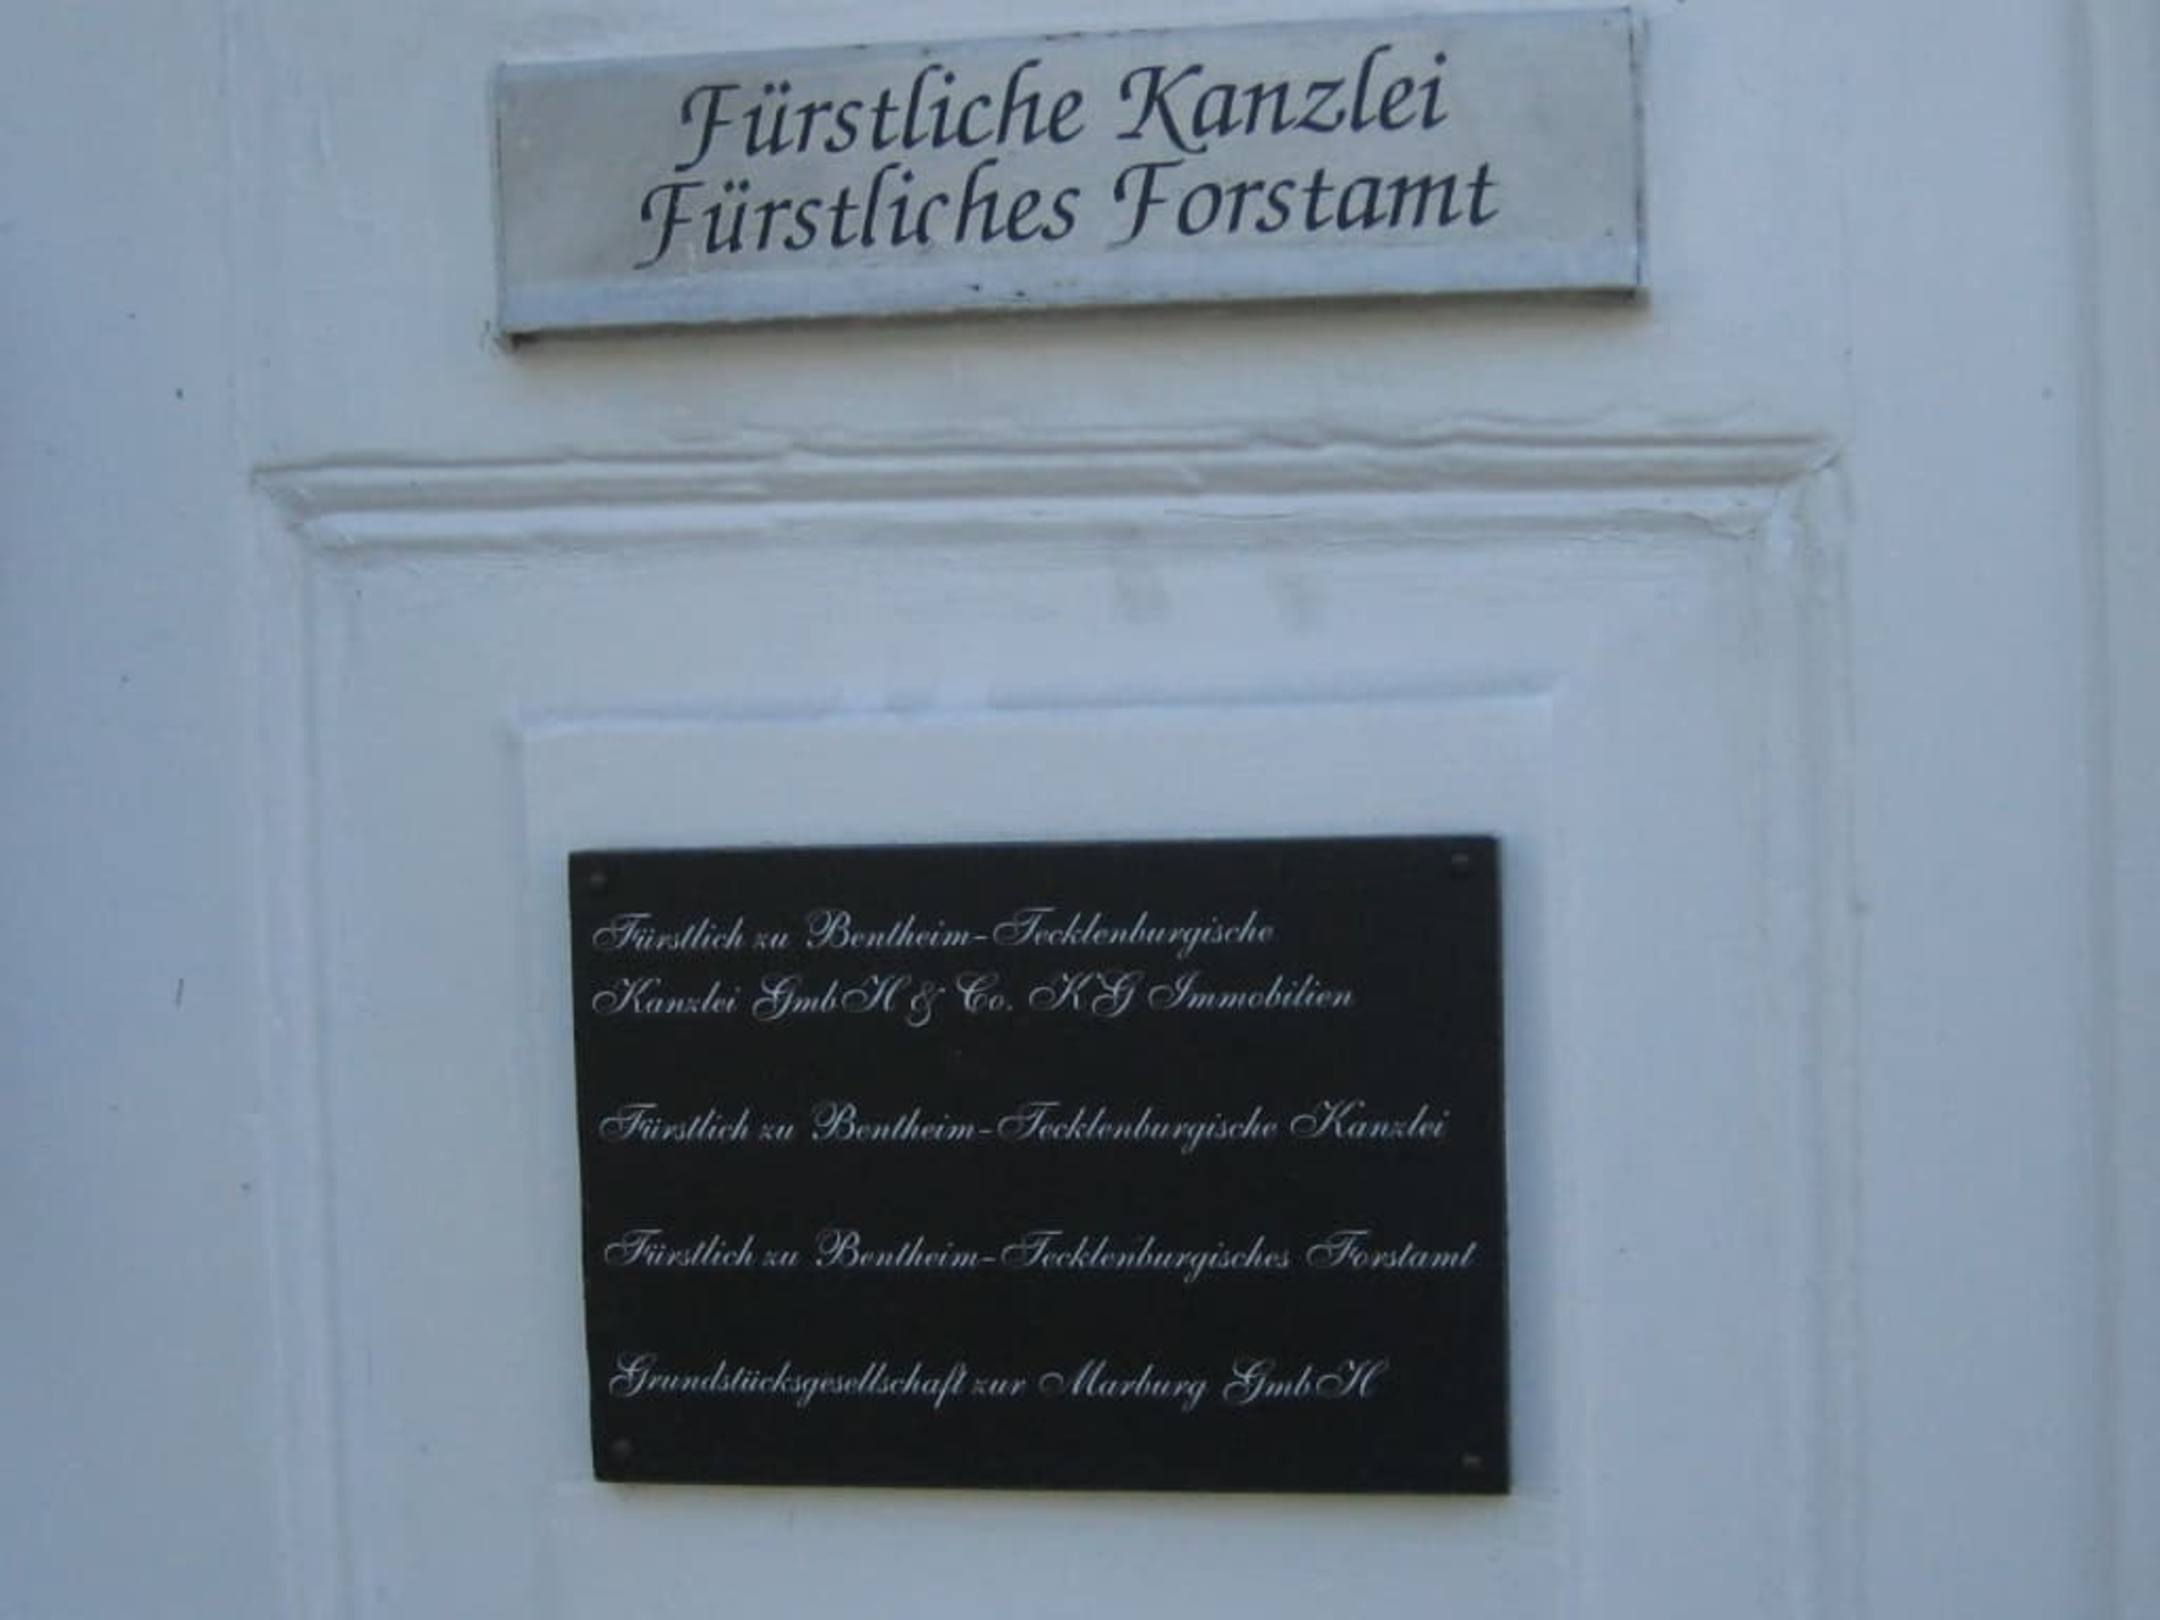 Fürstliche Kanzlei
Fürstliches Forstamt
Fürstlich zu Bentheim-Tecklenburgische
Kanzlei GmbH & Co. KG Immobilien
Fürstlich zu Bentheim-Tecklenburgische Kanzlei
Fürstlich zu Bentheim-Tecklenburgisches Forstamt
Grundstücksgesellschaft zur Marburg GmbH